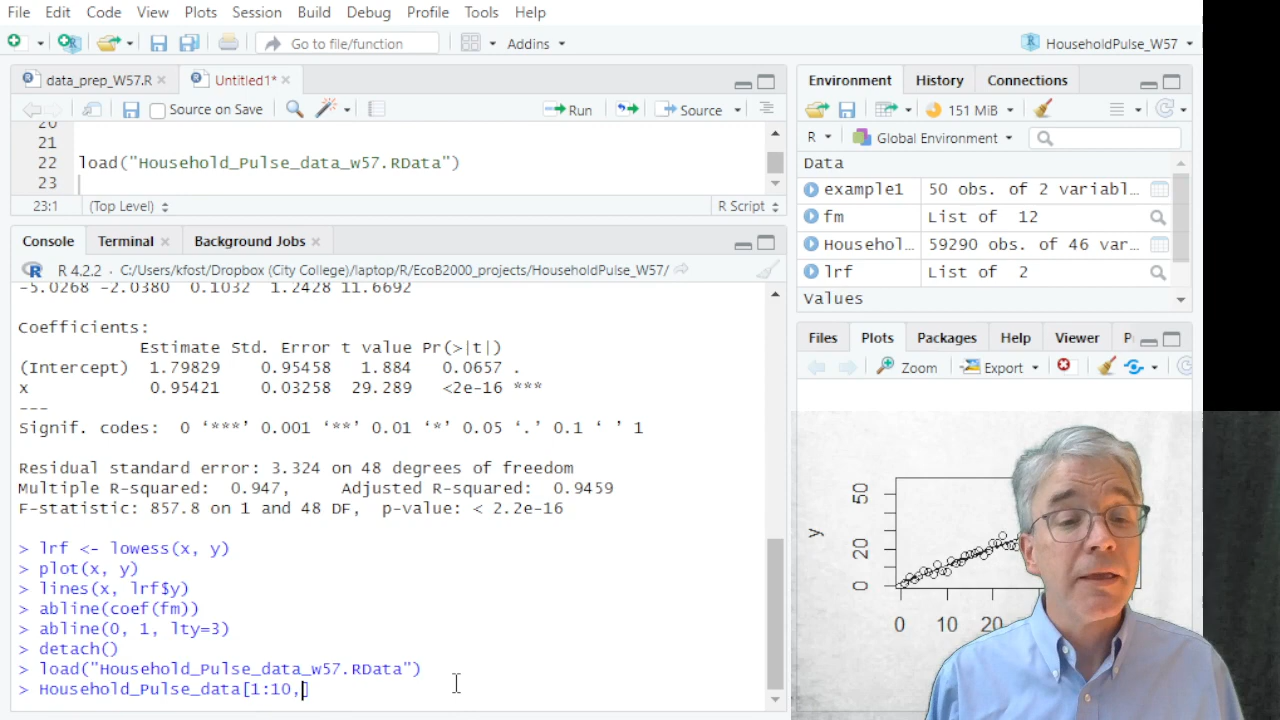 File Edit Code View Plots Session Build Debug Profile Tools Help
Go to file/function Addins HouseholdPulse_W57
data_prep_W57.R Untitled1*
Source on Save Run Source
20
21
22 load("Household_Pulse_data_w57.RData")
23
23:1 (Top Level) R Script
Console Terminal Background Jobs
R 4.2.2 · C:/Users/kfost/Dropbox (City College)/laptop/R/EcoB2000_projects/HouseholdPulse_W57/
-5.0268 -2.0380 0.1032 1.2428 11.6692
Coefficients:
Estimate Std. Error t value Pr(>|t|)
(Intercept) 1.79829 0.95458 1.884 0.0657 .
x 0.95421 0.03258 29.289 <2e-16 ***
---
Signif. codes: 0 ‘***’ 0.001 ‘**’ 0.01 ‘*’ 0.05 ‘.’ 0.1 ‘ ’ 1
Residual standard error: 3.324 on 48 degrees of freedom
Multiple R-squared: 0.947, Adjusted R-squared: 0.9459
F-statistic: 857.8 on 1 and 48 DF, p-value: < 2.2e-16
> lrf <- lowess(x, y)
> plot(x, y)
> lines(x, lrf$y)
> abline(coef(fm))
> abline(0, 1, lty=3)
> detach()
> load("Household_Pulse_data_w57.RData")
> Household_Pulse_data[1:10,]
Environment History Connections
151 MiB
R Global Environment
Data
example1 50 obs. of 2 variabl…
fm List of 12
Househol… 59290 obs. of 46 var…
lrf List of 2
Values
Files Plots Packages Help Viewer P
Zoom Export
y
50
20
0
0 10 20